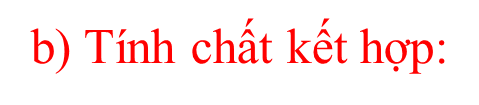 b) Tính chất kết hợp: